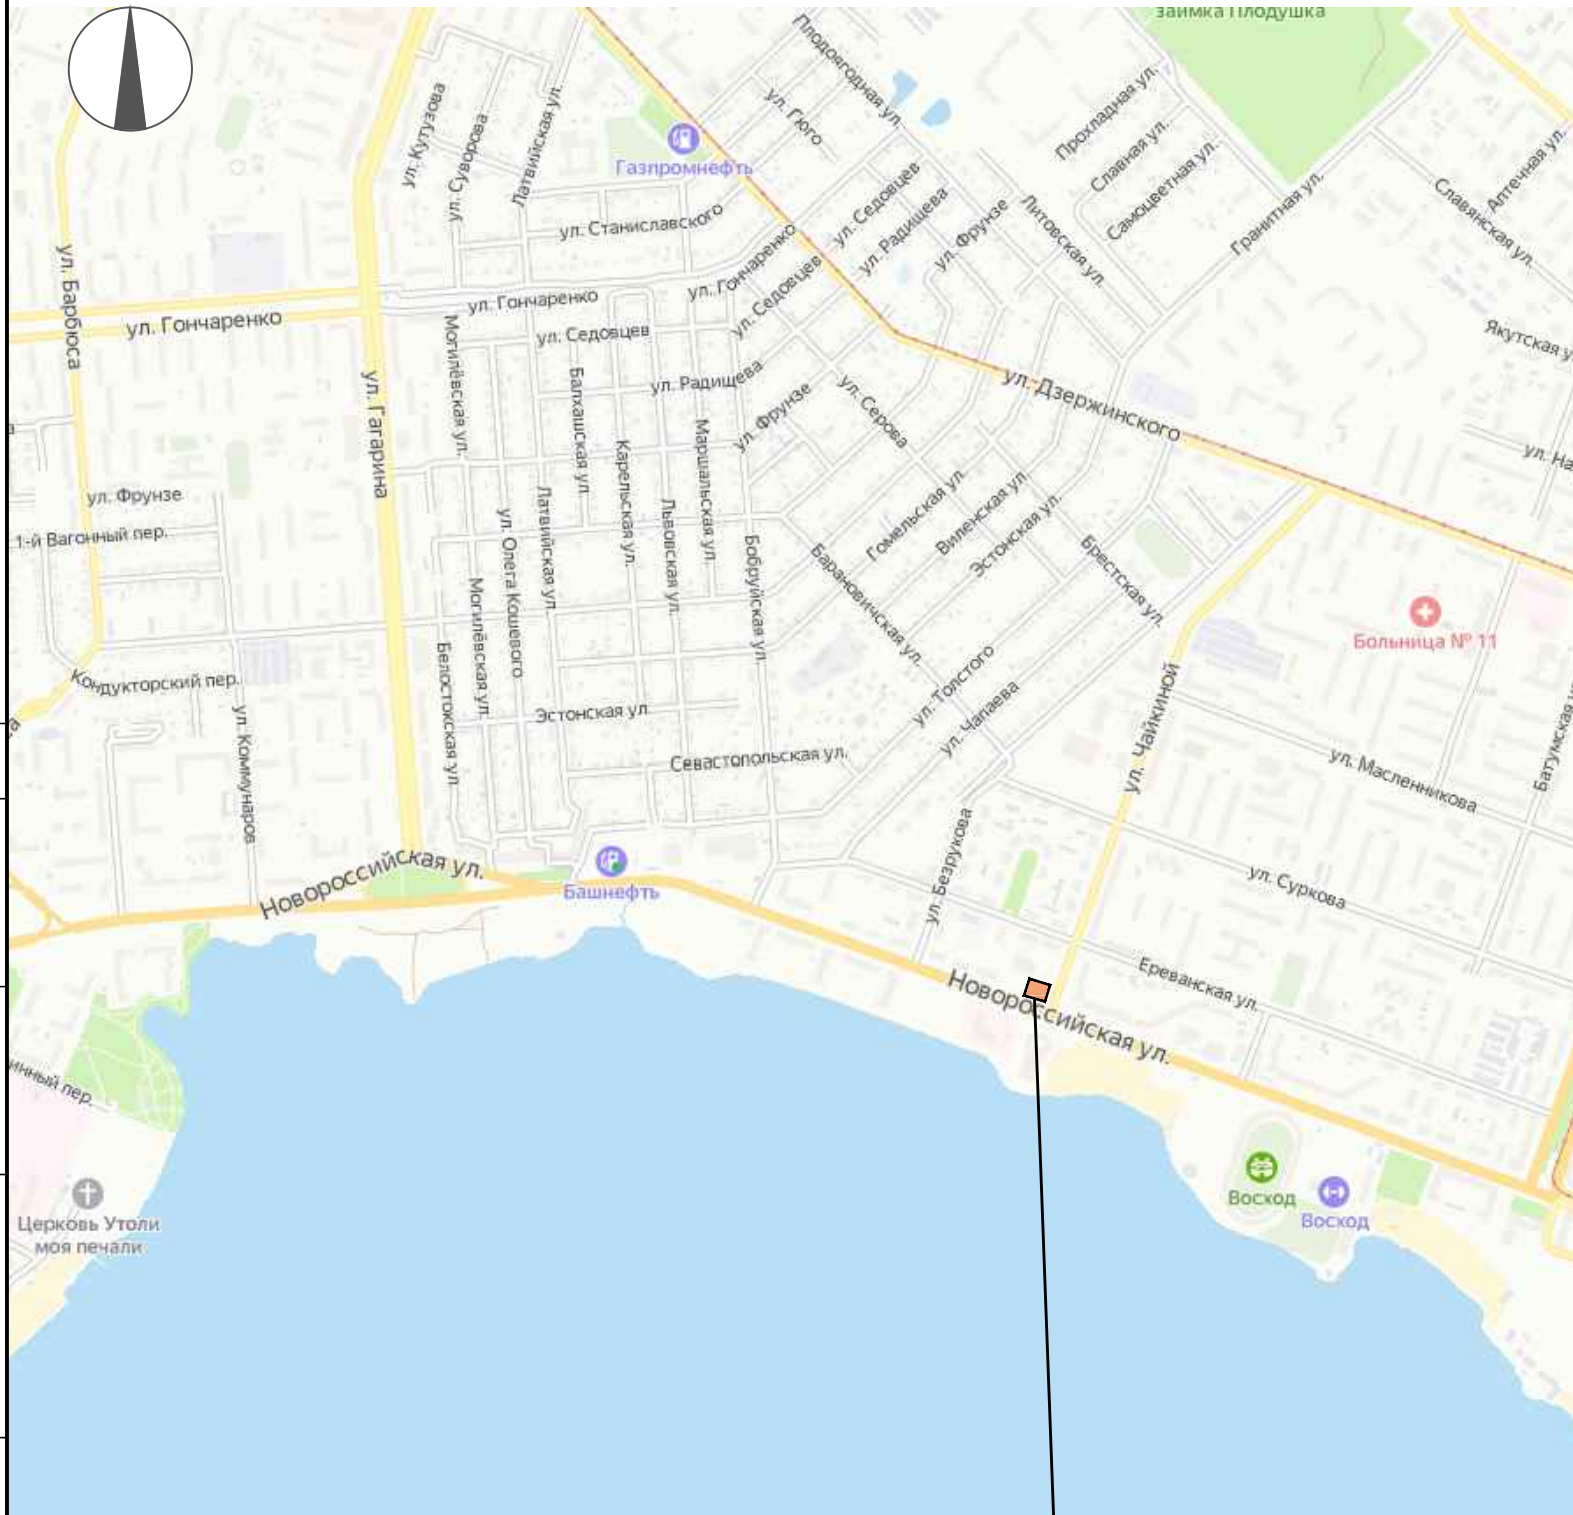 займка Плодушка
Плодоягодная ул.
ул. Гюго
Прохладная ул.
Славная ул.
Самоцветная ул.
Гранитная ул.
Аптечная ул.
Славянская ул.
Якутская у
ул. Кутузова
ул. Суворова
Латвийская ул.
Газпромнефть
ул. Станиславского
ул. Седовцев
ул. Радищева
ул. Фрунзе
Литовская ул.
ул. Барбюса
ул. Гончаренко
ул. Гончаренко
ул. Гончаренко
ул. Седовцев
ул. Седовцев
Могилёвская ул.
ул. Гагарина
Балхашская ул.
ул. Радищева
ул. Фрунзе
ул. Серова
ул. Дзержинского
ул. На
Карельская ул.
Маршальская ул.
ул. Фрунзе
1-й Вагонный пер.
ул. Олега Кошевого
Латвийская ул.
Львовская ул.
Бобруйская ул.
Гомельская ул.
Виленская ул.
Эстонская ул.
Барановичская ул.
Брестская ул.
Больница № 11
Могилёвская ул.
Белостокская ул.
Кондукторский пер.
ул. Коммунаров
Эстонская ул.
Севастопольская ул.
ул. Толстого
ул. Чапаева
ул. Чайкиной
ул. Масленникова
Батумская ул
Новороссийская ул.
Башнефть
ул. Безрукова
ул. Суркова
Ереванская ул.
Новороссийская ул.
инный пер.
Церковь Утоли
моя печали
Восход
Восход